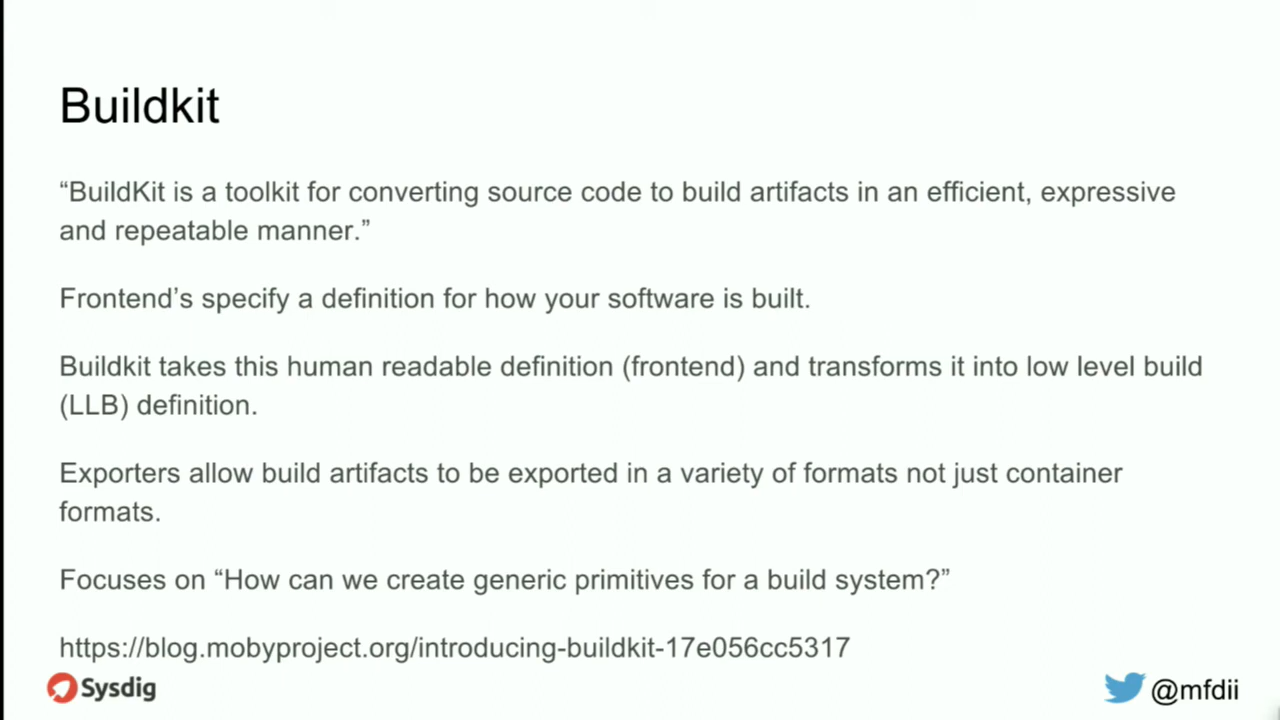 Buildkit
“BuildKit is a toolkit for converting source code to build artifacts in an efficient, expressive
and repeatable manner.”
Frontend’s specify a definition for how your software is built.
Buildkit takes this human readable definition (frontend) and transforms it into low level build
(LLB) definition.
Exporters allow build artifacts to be exported in a variety of formats not just container
formats.
Focuses on “How can we create generic primitives for a build system?”
https://blog.mobyproject.org/introducing-buildkit-17e056cc5317
Sysdig
@mfdii